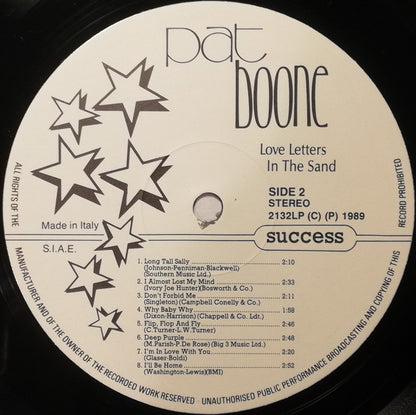 pat
boone
Love Letters
In The Sand
SIDE 2
STEREO
2132LP (C) (P) 1989
Made in Italy
S.I.A.E.
success
1. Long Tall Sally 2:10
(Johnson-Penniman-Blackwell)
(Southern Music Ltd.)
2. I Almost Lost My Mind 2:33
(Ivory Joe Hunter)(Bosworth & Co.)
3. Don't Forbid Me 2:10
(Singleton)(Campbell Conelly & Co.)
4. Why Baby Why 1:58
(Dixon-Harrison) (Chappell & Co. Ldt.)
5. Flip, Flop And Fly 2:46
(C.Turner-L.W.Turner)
6. Deep Purple 2:38
(M.Parish-P.De Rose)(Big 3 Music Ltd.)
7. I'm In Love With You 2:20
(Glaser-Boldi)
8. I'll Be Home 2:52
(Washington-Lewis)(BMI)
ALL RIGHTS OF THE MANUFACTURER AND OF THE OWNER OF THE RECORDED WORK RESERVED · UNAUTHORISED PUBLIC PERFORMANCE BROADCASTING AND COPYING OF THIS RECORD PROHIBITED